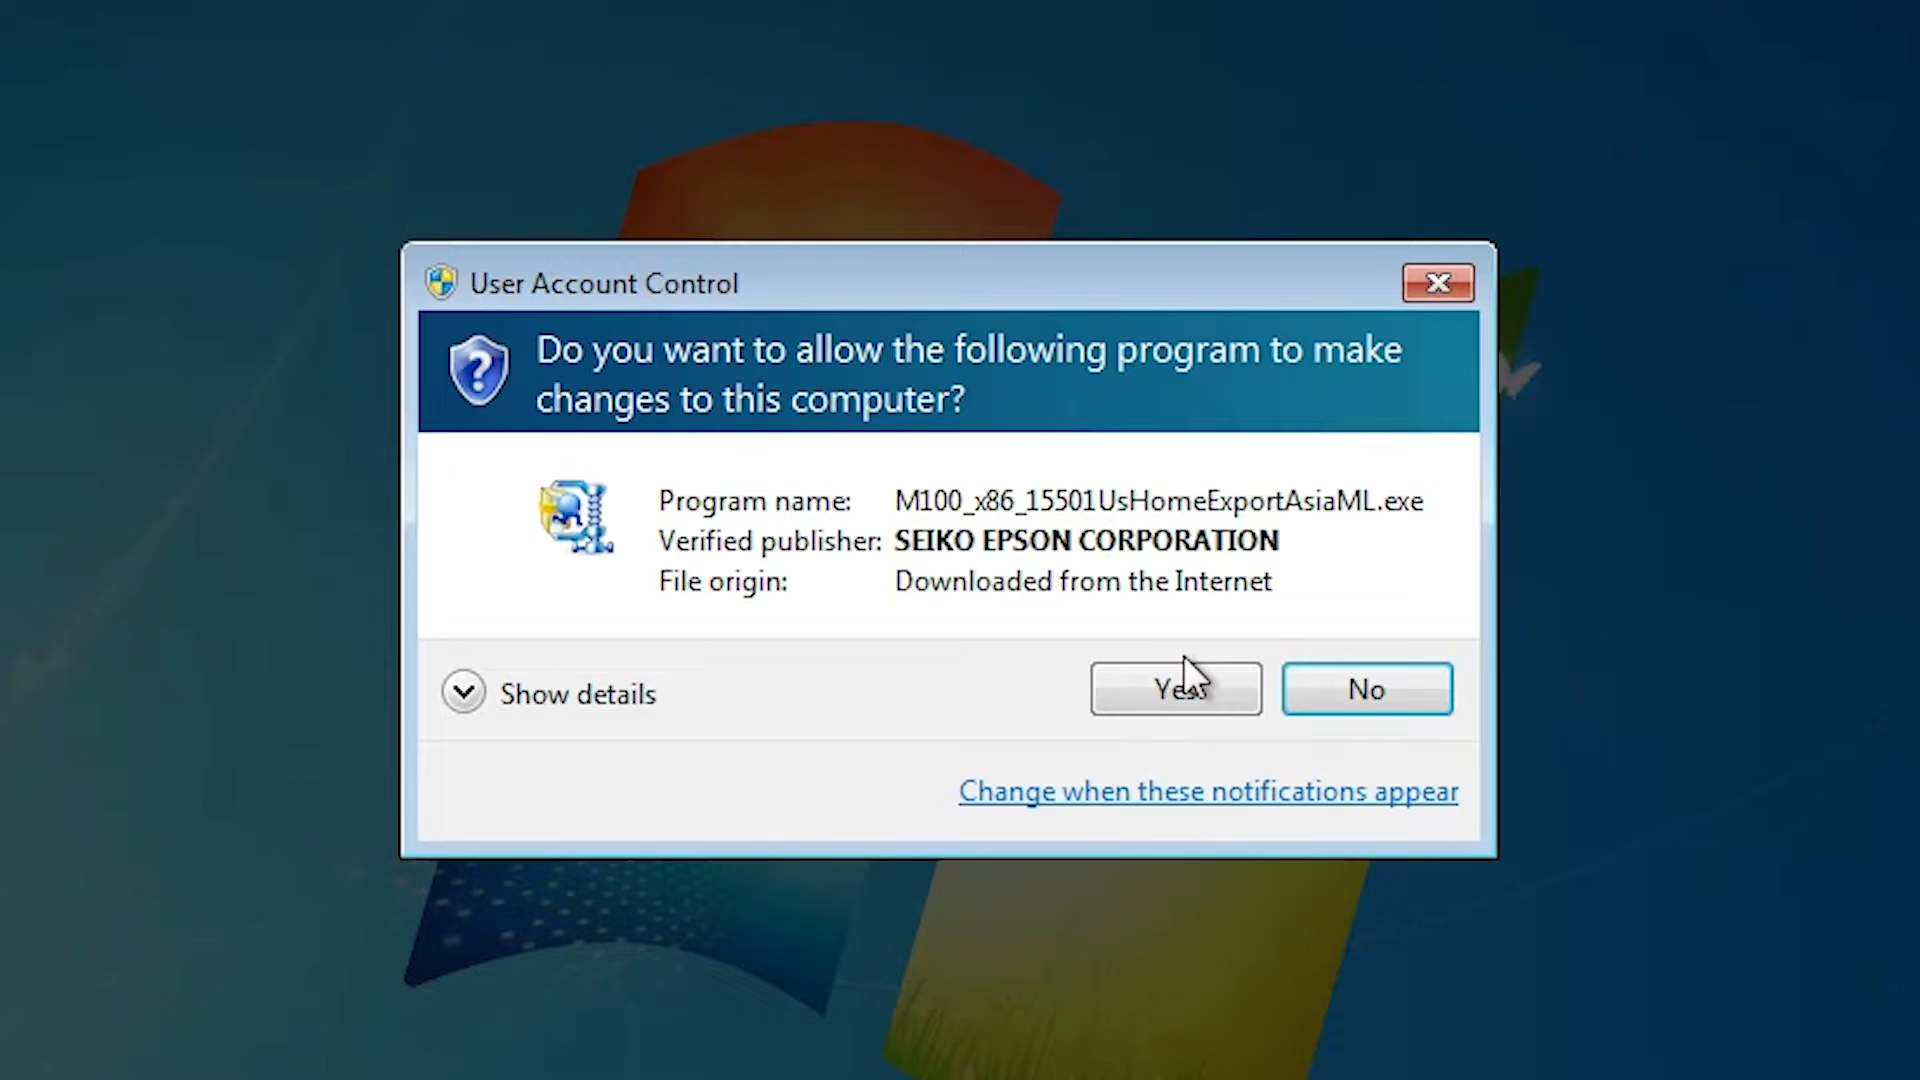 User Account Control
Do you want to allow the following program to make
changes to this computer?
Program name: M100_x86_15501UsHomeExportAsiaML.exe
Verified publisher: SEIKO EPSON CORPORATION
File origin: Downloaded from the Internet
Show details
Yes
No
Change when these notifications appear